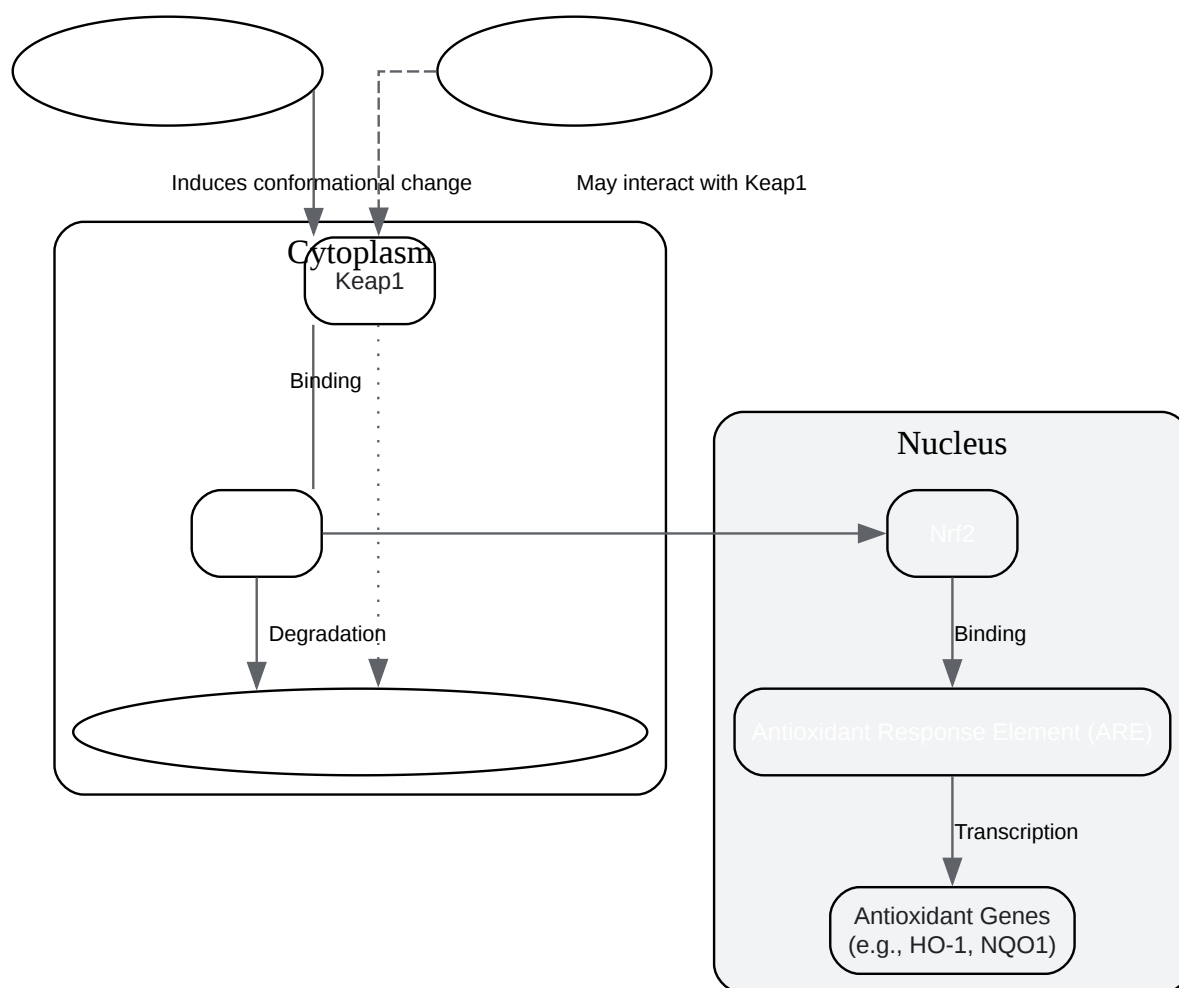 Induces conformational change
May interact with Keap1
Cytoplasm
Keap1
Binding
Nucleus
Nrf2
Degradation
Binding
Antioxidant Response Element (ARE)
Transcription
Antioxidant Genes
(e.g., HO-1, NQO1)